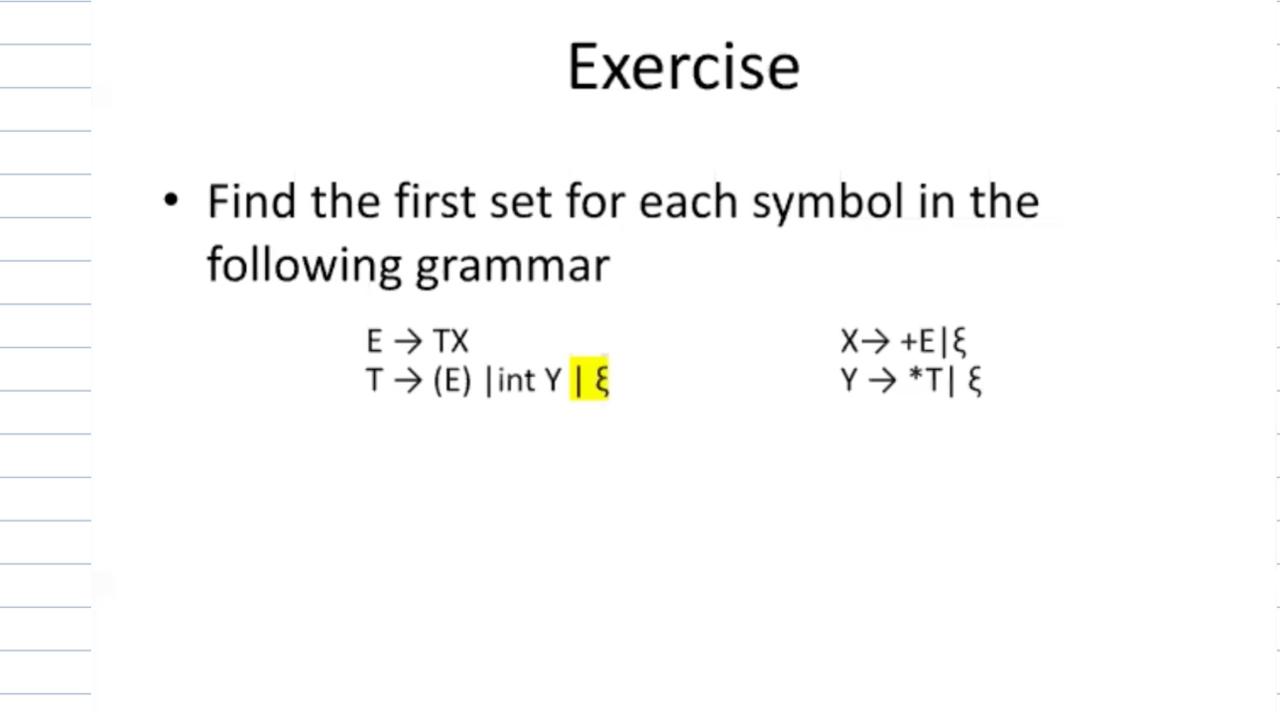 Exercise
• Find the first set for each symbol in the
following grammar
E → TX
T → (E) |int Y | ξ
X→ +E|ξ
Y → *T| ξ